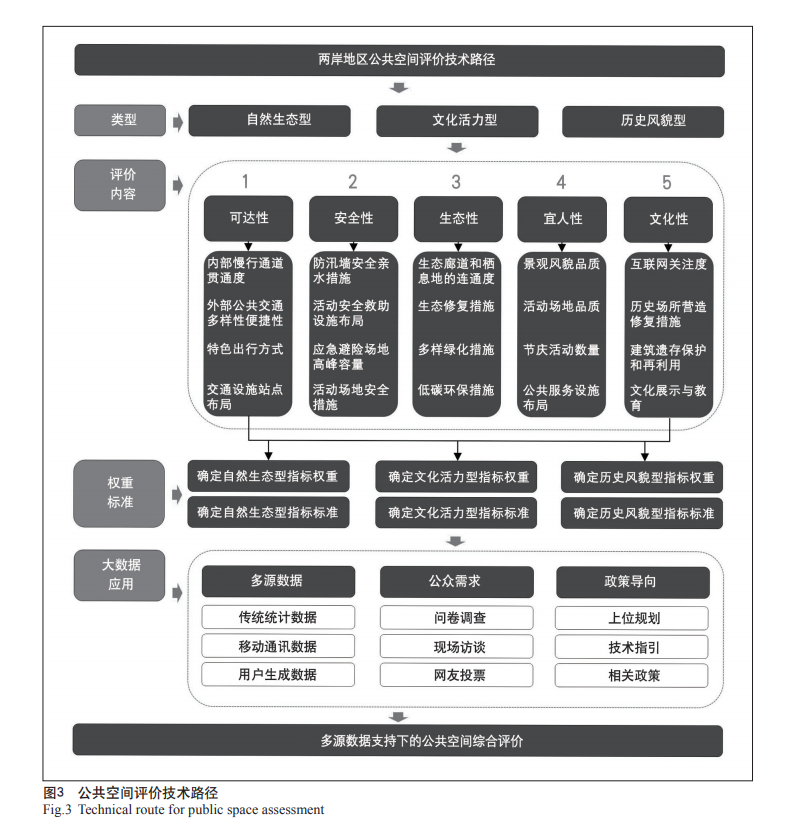 两岸地区公共空间评价技术路径
类型
自然生态型
文化活力型
历史风貌型
评价
内容
1
2
3
4
5
可达性
安全性
生态性
宜人性
文化性
内部慢行通道
贯通度
外部公共交通
多样性便捷性
特色出行方式
交通设施站点
布局
防汛墙安全亲
水措施
活动安全救助
设施布局
应急避险场地
高峰容量
活动场地安全
措施
生态廊道和栖
息地的连通度
生态修复措施
多样绿化措施
低碳环保措施
景观风貌品质
活动场地品质
节庆活动数量
公共服务设施
布局
互联网关注度
历史场所营造
修复措施
建筑遗存保护
和再利用
文化展示与教
育
权重
标准
确定自然生态型指标权重
确定文化活力型指标权重
确定历史风貌型指标权重
确定自然生态型指标标准
确定文化活力型指标标准
确定历史风貌型指标标准
大数据
应用
多源数据
公众需求
政策导向
传统统计数据
问卷调查
上位规划
移动通讯数据
现场访谈
技术指引
用户生成数据
网友投票
相关政策
多源数据支持下的公共空间综合评价
图3 公共空间评价技术路径
Fig.3 Technical route for public space assessment